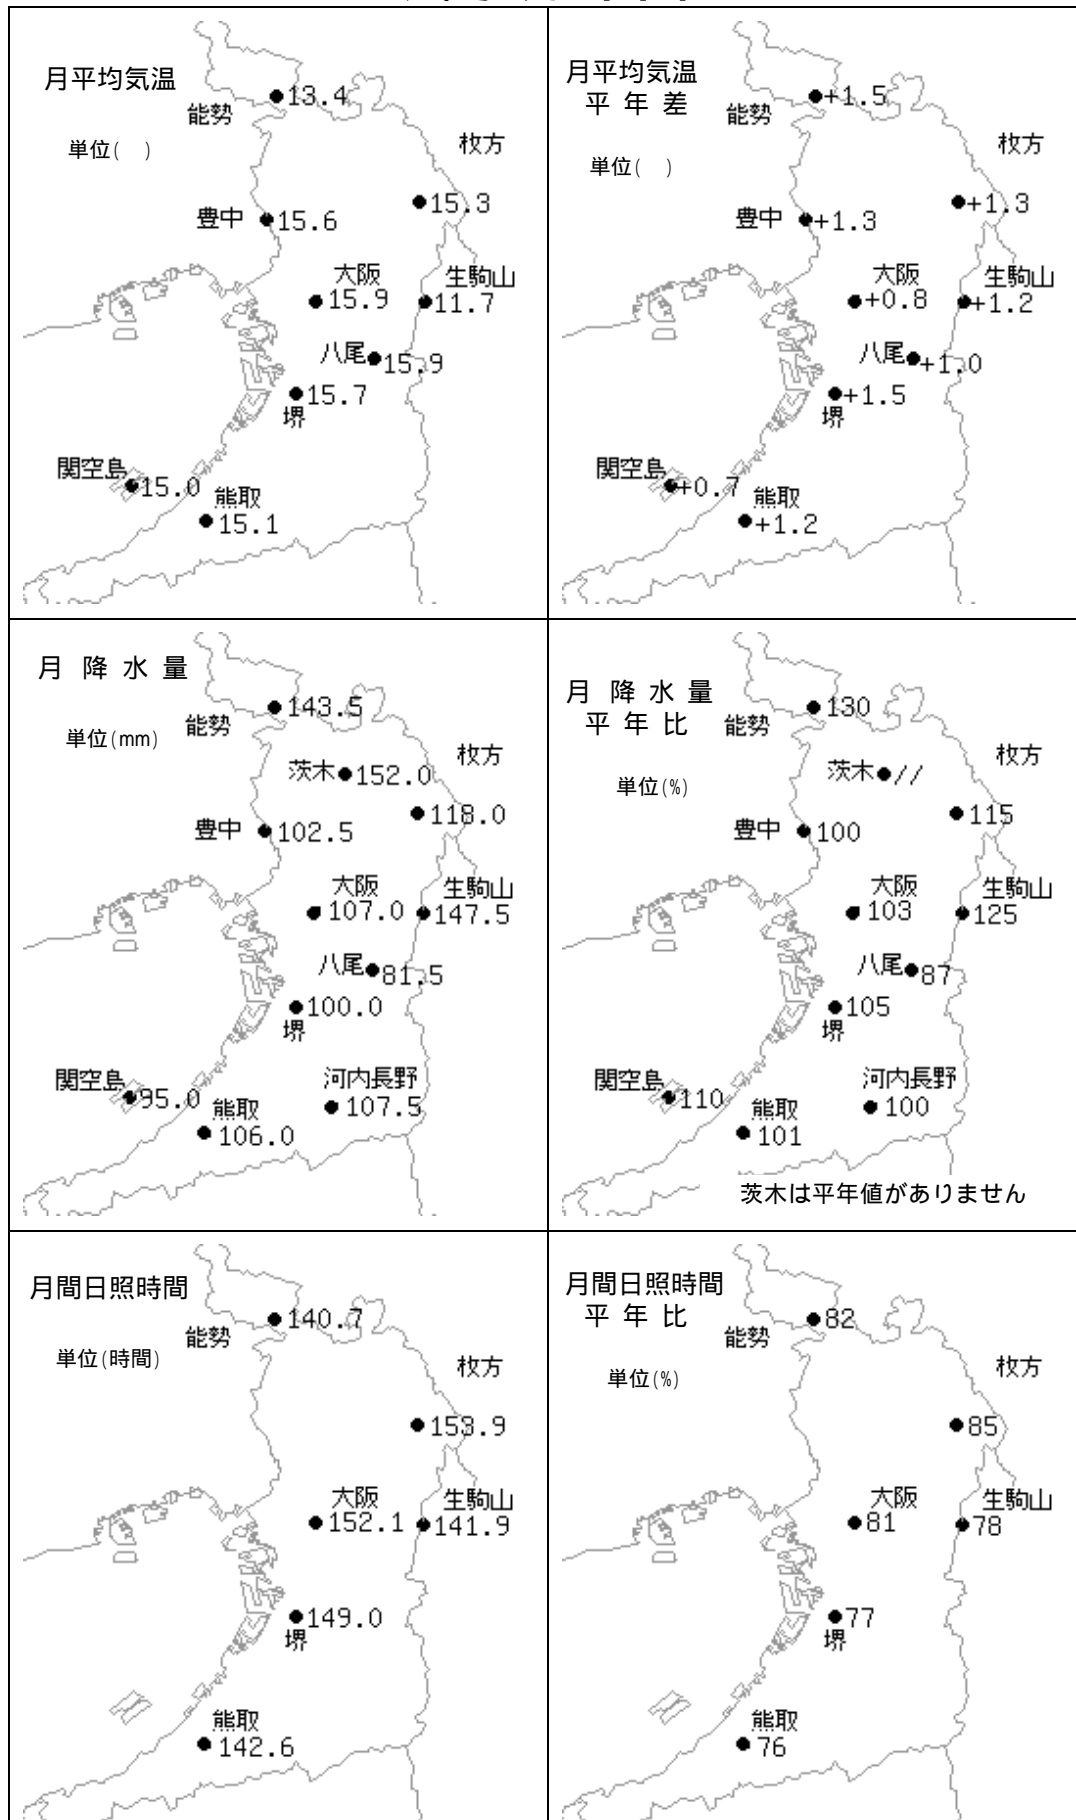 月平均気温
単位( )
能勢
13.4
枚方
15.3
豊中
15.6
大阪
15.9
生駒山
11.7
八尾
15.9
堺
15.7
関空島
15.0
熊取
15.1
月平均気温
平年差
単位( )
能勢
+1.5
枚方
+1.3
豊中
+1.3
大阪
+0.8
生駒山
+1.2
八尾
+1.0
堺
+1.5
関空島
+0.7
熊取
+1.2
月降水量
単位(mm)
能勢
143.5
茨木
152.0
枚方
118.0
豊中
102.5
大阪
107.0
生駒山
147.5
八尾
81.5
堺
100.0
関空島
95.0
熊取
106.0
河内長野
107.5
月降水量
平年比
単位(%)
能勢
130
茨木
//
枚方
115
豊中
100
大阪
103
生駒山
125
八尾
87
堺
105
関空島
110
熊取
101
河内長野
100
茨木は平年値がありません
月間日照時間
単位(時間)
能勢
140.7
枚方
153.9
大阪
152.1
生駒山
141.9
堺
149.0
熊取
142.6
月間日照時間
平年比
単位(%)
能勢
82
枚方
85
大阪
81
生駒山
78
堺
77
熊取
76